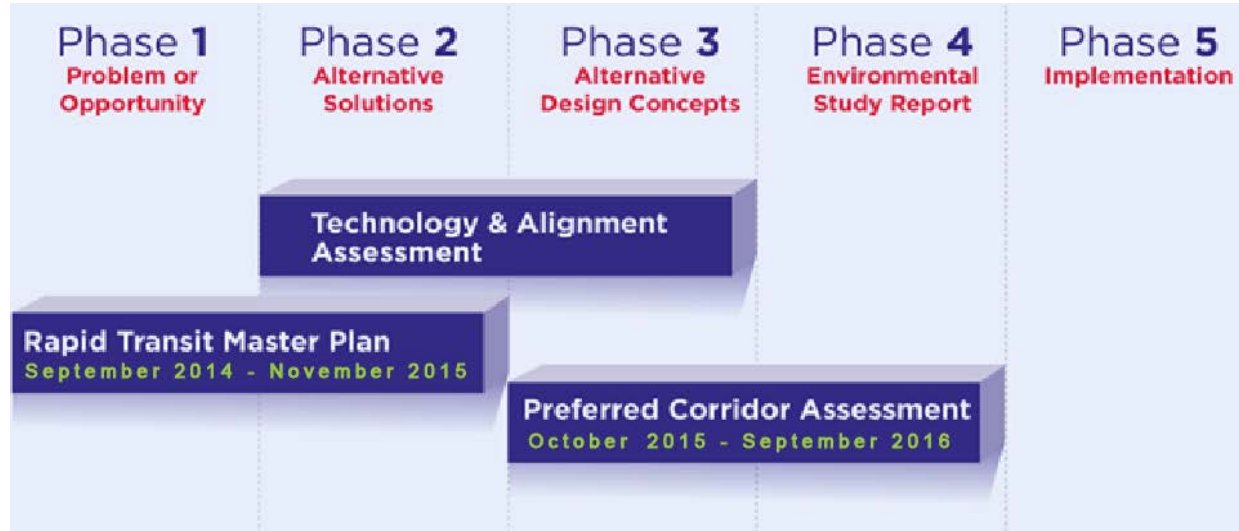 Phase 1
Problem or
Opportunity
Phase 2
Alternative
Solutions
Phase 3
Alternative
Design Concepts
Phase 4
Environmental
Study Report
Phase 5
Implementation
Technology & Alignment
Assessment
Rapid Transit Master Plan
September 2014 - November 2015
Preferred Corridor Assessment
October 2015 - September 2016